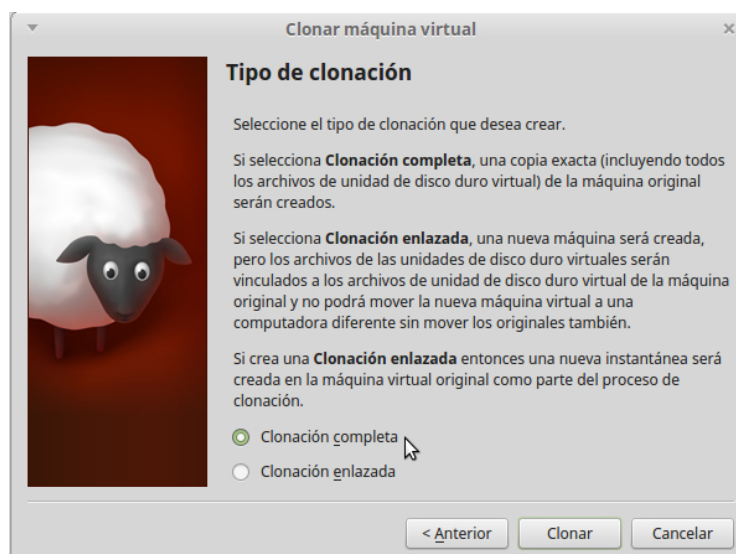 Clonar máquina virtual
Tipo de clonación
Seleccione el tipo de clonación que desea crear.
Si selecciona Clonación completa, una copia exacta (incluyendo todos
los archivos de unidad de disco duro virtual) de la máquina original
serán creados.
Si selecciona Clonación enlazada, una nueva máquina será creada,
pero los archivos de las unidades de disco duro virtuales serán
vinculados a los archivos de unidad de disco duro virtual de la máquina
original y no podrá mover la nueva máquina virtual a una
computadora diferente sin mover los originales también.
Si crea una Clonación enlazada entonces una nueva instantánea será
creada en la máquina virtual original como parte del proceso de
clonación.
Clonación completa
Clonación enlazada
< Anterior Clonar Cancelar